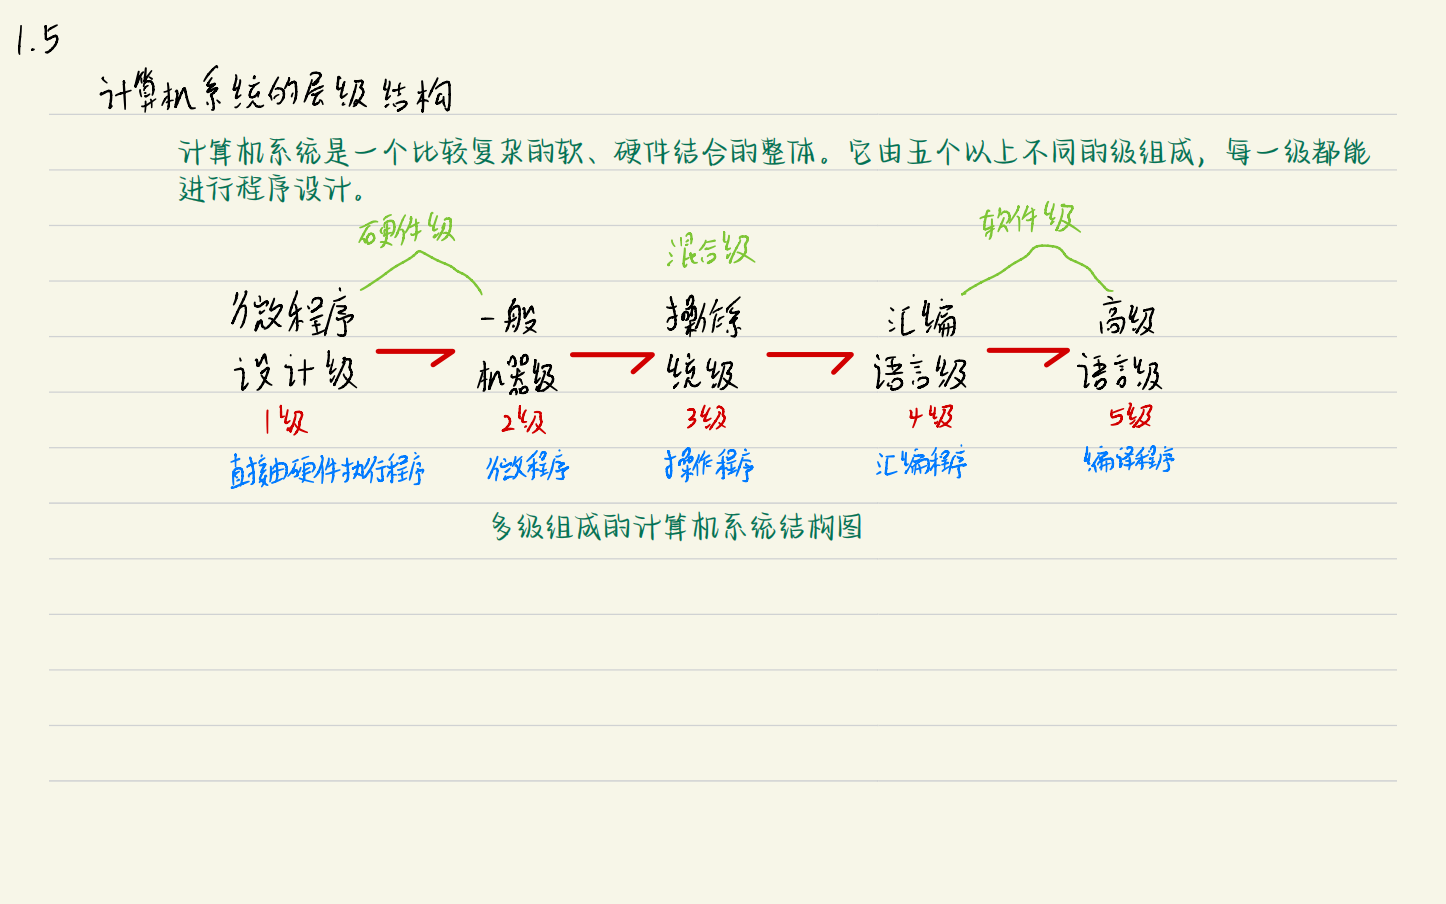 1.5
计算机系统的层级结构
计算机系统是一个比较复杂的软、硬件结合的整体。它由五个以上不同的级组成，每一级都能
进行程序设计。
硬件级 混合级 软件级
微程序 一般 操作系 汇编 高级
设计级 机器级 统级 语言级 语言级
1级 2级 3级 4级 5级
直接由硬件执行程序 微程序 操作程序 汇编程序 编译程序
多级组成的计算机系统结构图